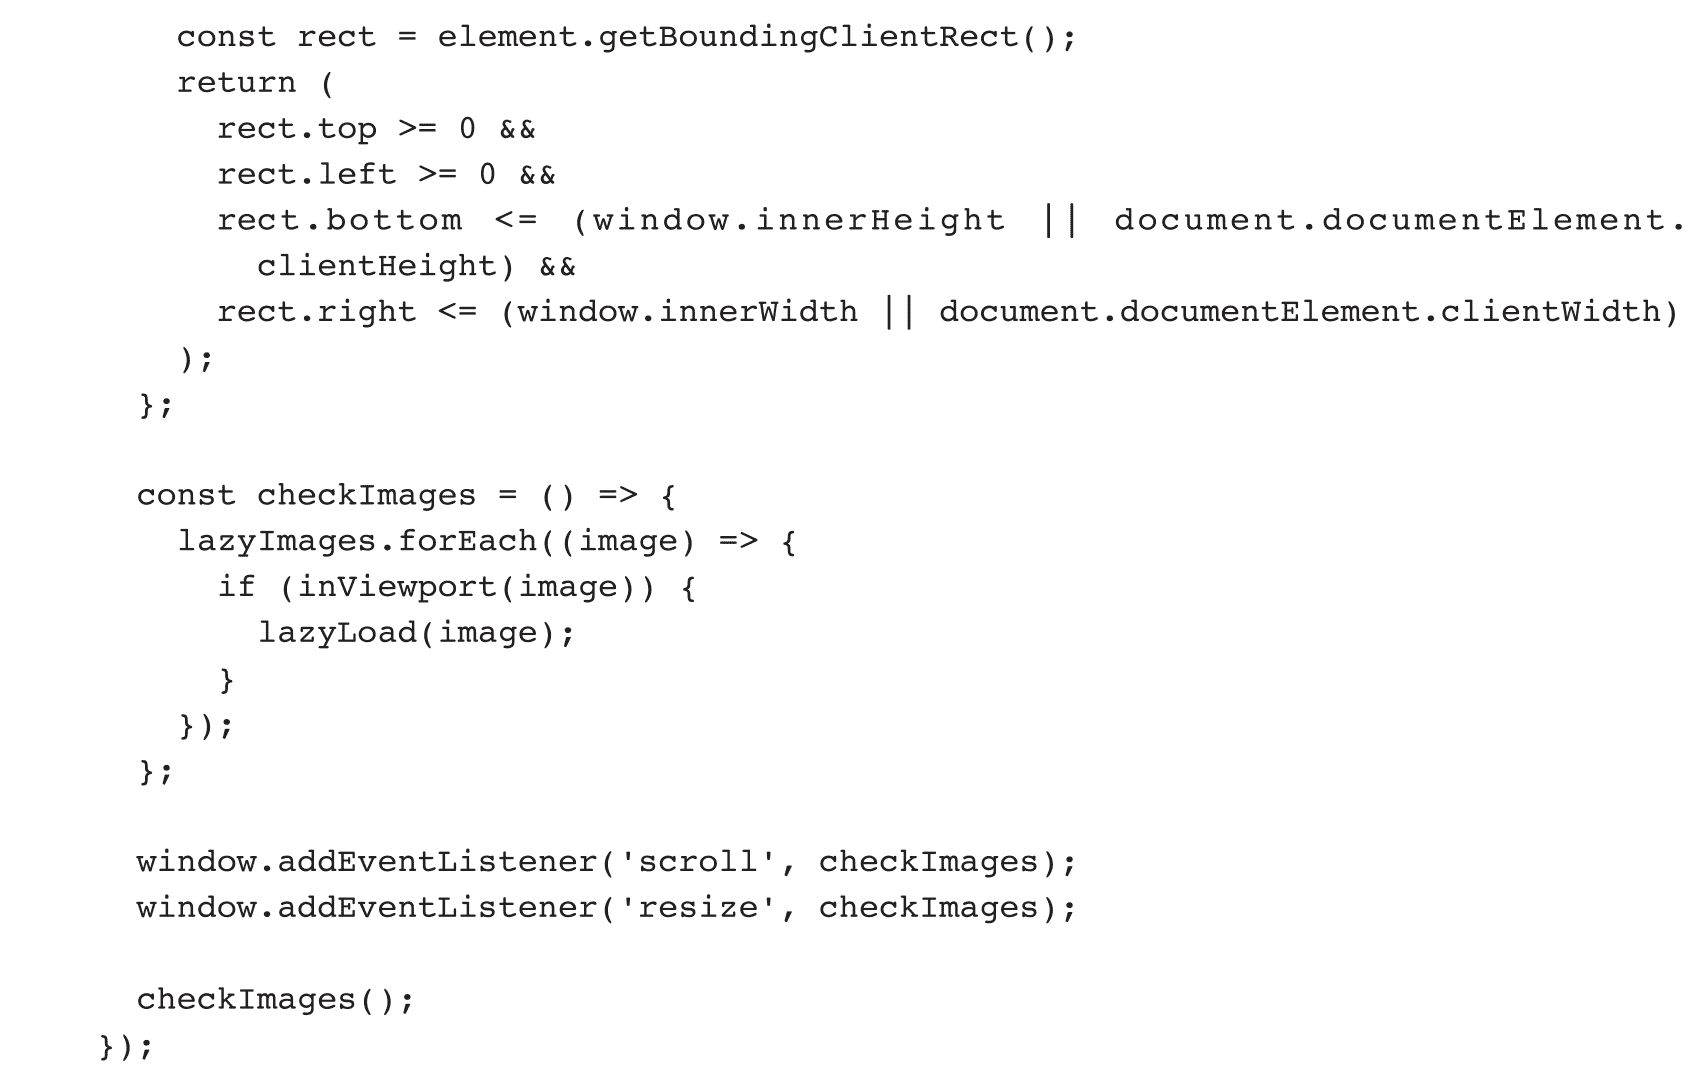 const rect = element.getBoundingClientRect();
return (
rect.top >= 0 &&
rect.left >= 0 &&
rect.bottom <= (window.innerHeight || document.documentElement.
clientHeight) &&
rect.right <= (window.innerWidth || document.documentElement.clientWidth)
);
};
const checkImages = () => {
lazyImages.forEach((image) => {
if (inViewport(image)) {
lazyLoad(image);
}
});
};
window.addEventListener('scroll', checkImages);
window.addEventListener('resize', checkImages);
checkImages();
});